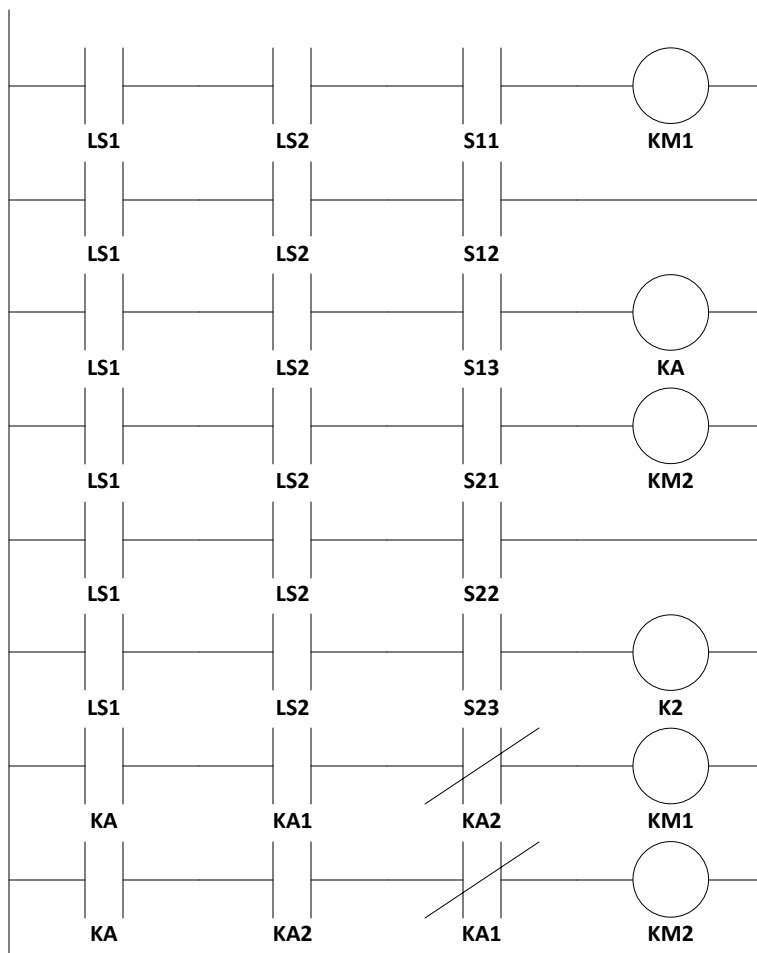 LS1 LS2 S11 KM1
LS1 LS2 S12
LS1 LS2 S13 KA
LS1 LS2 S21 KM2
LS1 LS2 S22
LS1 LS2 S23 K2
KA KA1 KA2 KM1
KA KA2 KA1 KM2